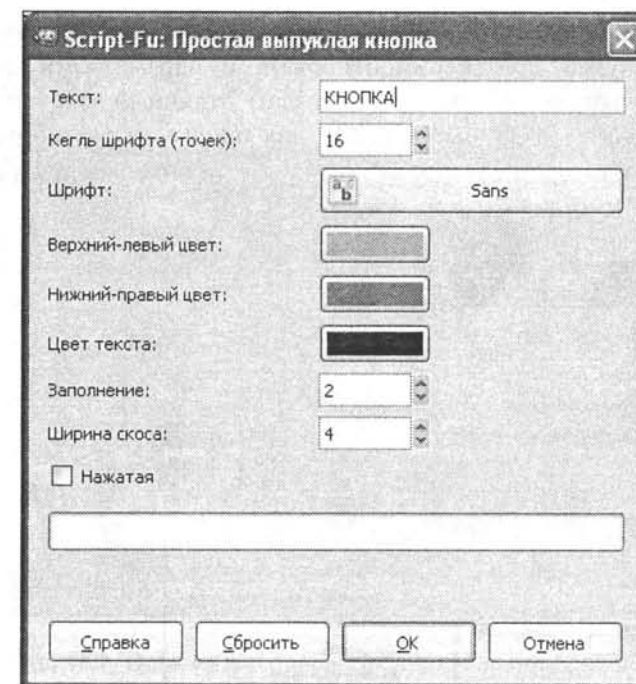 Script-Fu: Простая выпуклая кнопка
Текст: КНОПКА
Кегль шрифта (точек): 16
Шрифт: ab Sans
Верхний-левый цвет:
Нижний-правый цвет:
Цвет текста:
Заполнение: 2
Ширина скоса: 4
Нажатая
Справка Сбросить OK Отмена